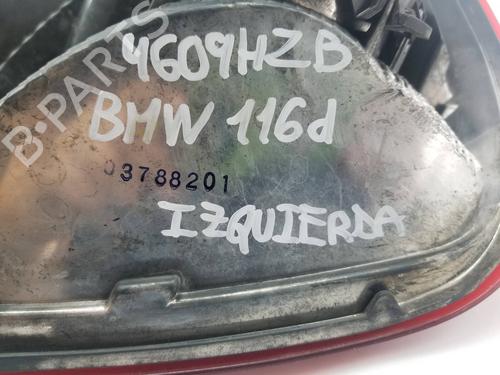 4609HZB
BMW 116d
03788201
IZQUIERDA
B-PARTS